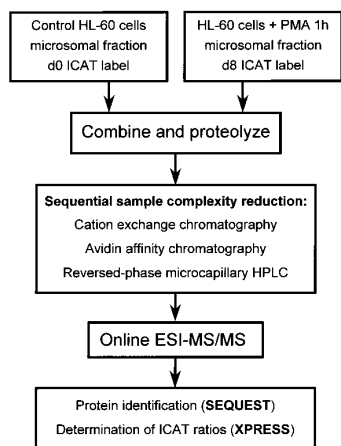 Control HL-60 cells
microsomal fraction
d0 ICAT label
HL-60 cells + PMA 1h
microsomal fraction
d8 ICAT label
Combine and proteolyze
Sequential sample complexity reduction:
Cation exchange chromatography
Avidin affinity chromatography
Reversed-phase microcapillary HPLC
Online ESI-MS/MS
Protein identification (SEQUEST)
Determination of ICAT ratios (XPRESS)